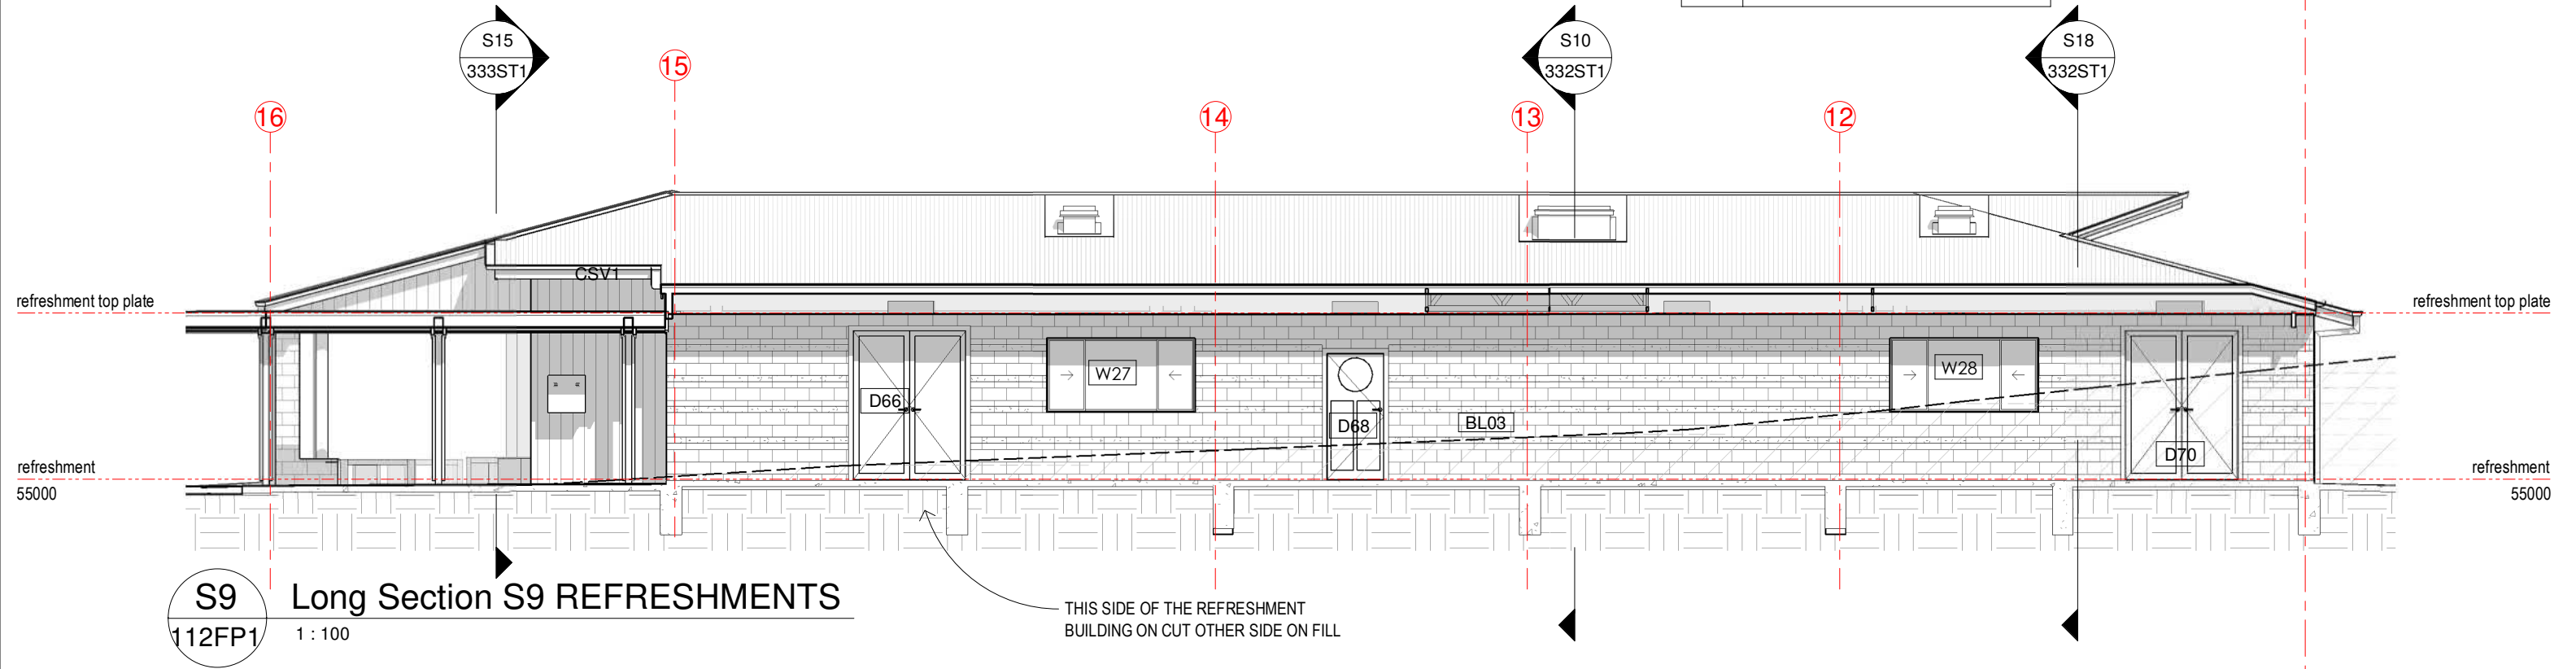 S15
333ST1
S10
332ST1
S18
332ST1
15
16
14
13
12
CSV1
refreshment top plate
refreshment top plate
W27
W28
D66
D68
BL03
D70
refreshment
55000
refreshment
55000
S9
112FP1
Long Section S9 REFRESHMENTS
1 : 100
THIS SIDE OF THE REFRESHMENT
BUILDING ON CUT OTHER SIDE ON FILL